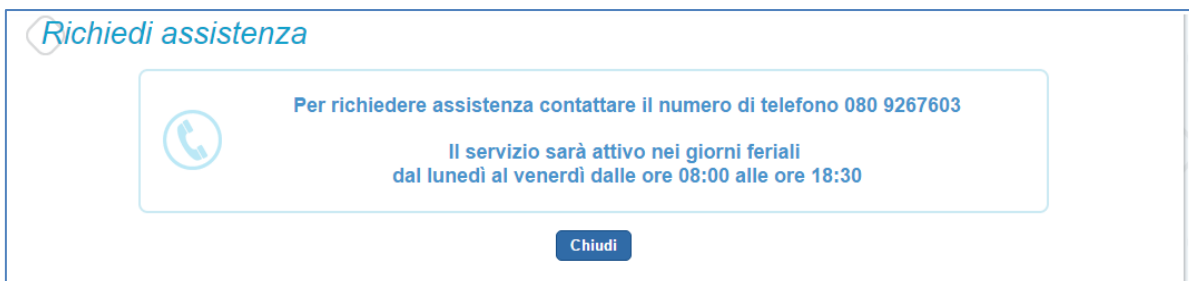 Richiedi assistenza
Per richiedere assistenza contattare il numero di telefono 080 9267603
Il servizio sarà attivo nei giorni feriali
dal lunedì al venerdì dalle ore 08:00 alle ore 18:30
Chiudi